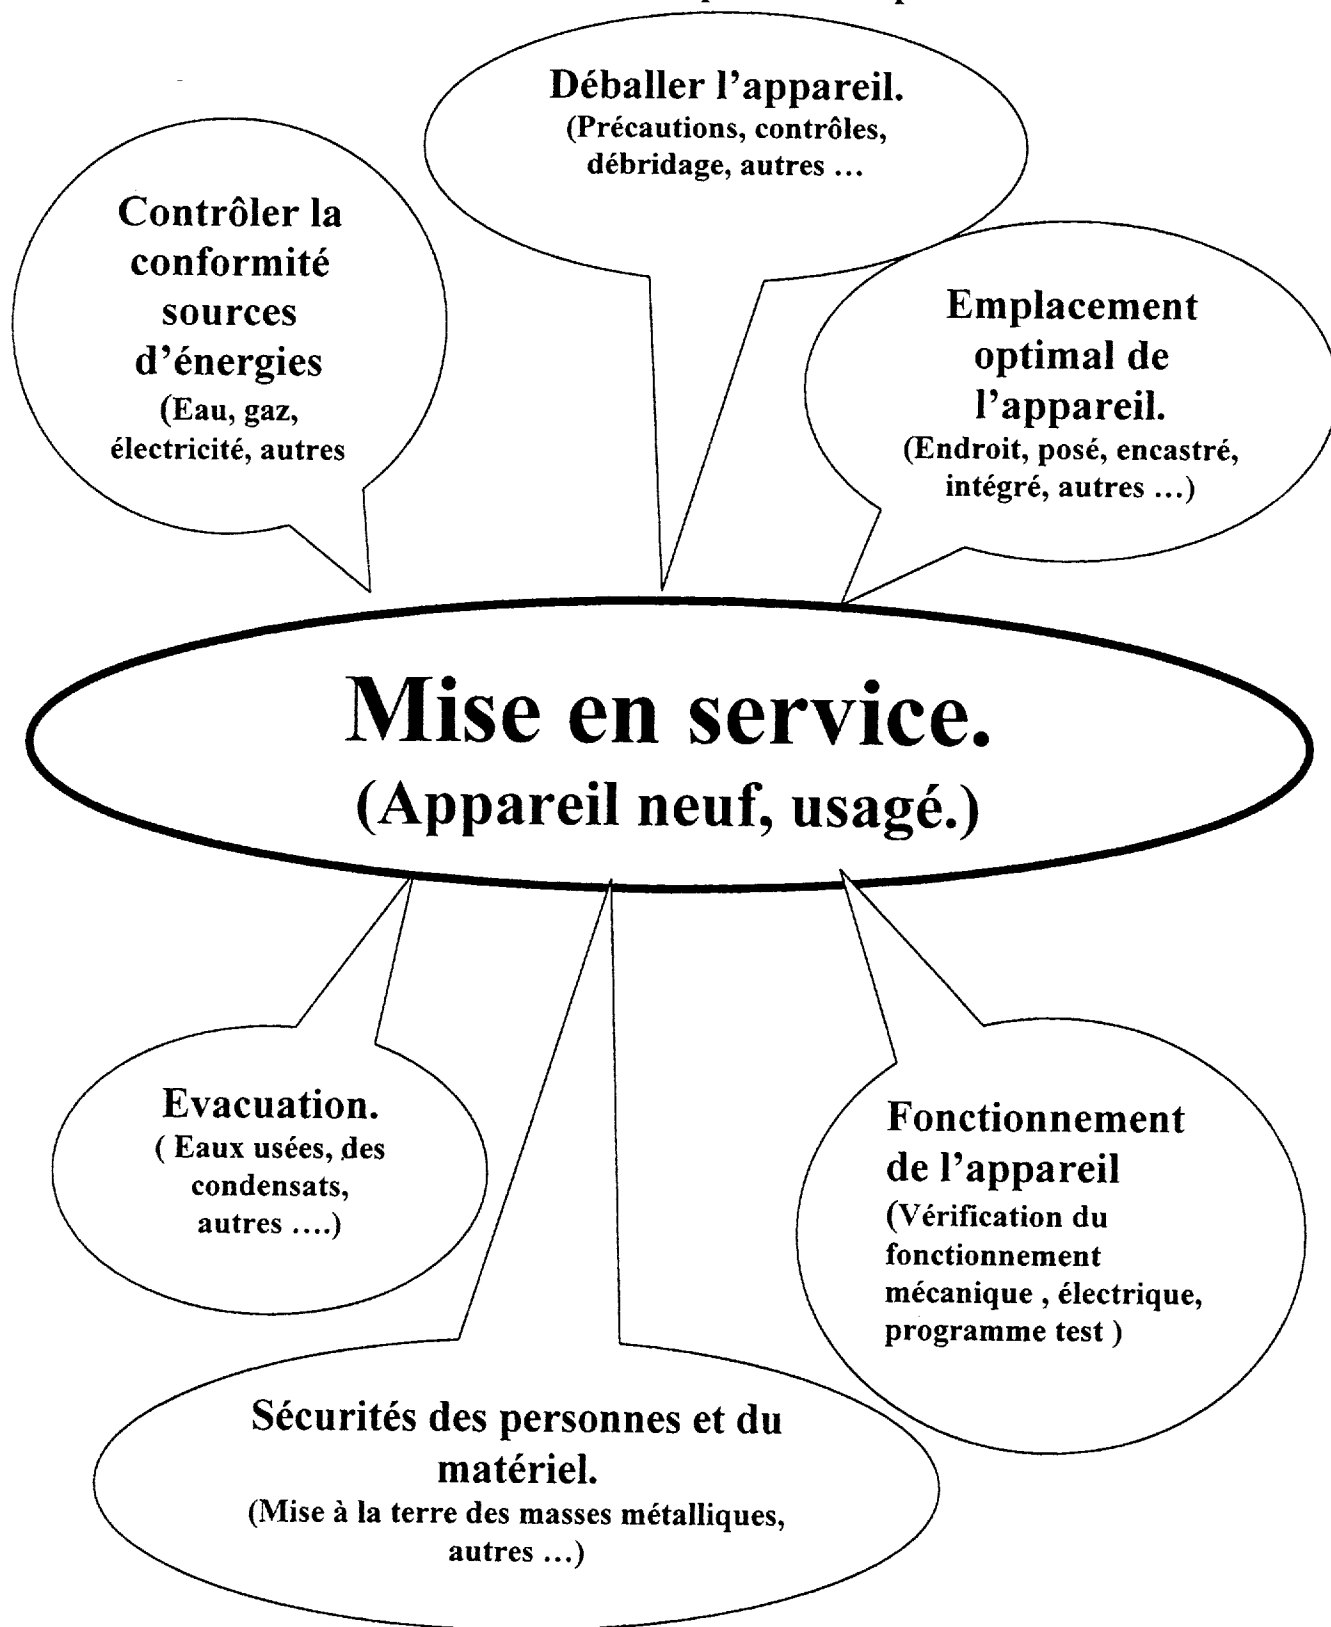 Déballer l'appareil.
(Précautions, contrôles,
débridage, autres ...
Contrôler la
conformité
sources
d'énergies
(Eau, gaz,
électricité, autres
Emplacement
optimal de
l'appareil.
(Endroit, posé, encastré,
intégré, autres ...)
Mise en service.
(Appareil neuf, usagé.)
Evacuation.
( Eaux usées, des
condensats,
autres ....)
Fonctionnement
de l'appareil
(Vérification du
fonctionnement
mécanique , électrique,
programme test )
Sécurités des personnes et du
matériel.
(Mise à la terre des masses métalliques,
autres ...)